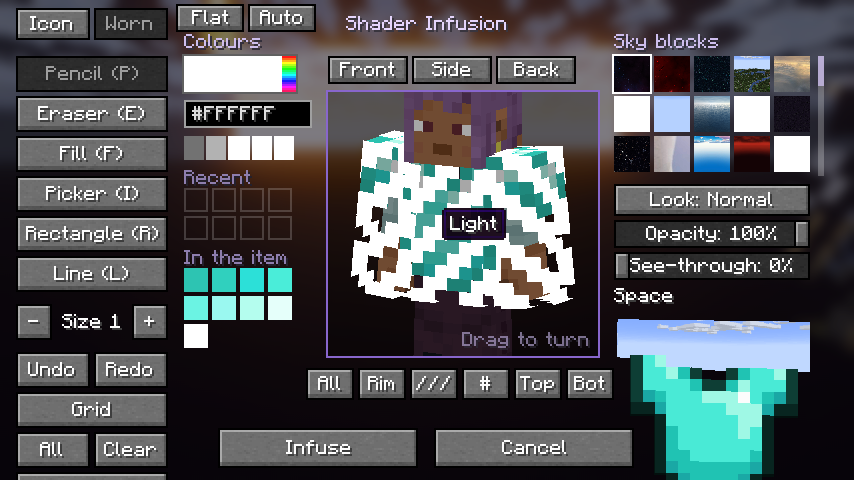 Icon
Worn
Flat
Auto
Shader Infusion
Colours
Sky blocks
Pencil (P)
Front
Side
Back
Eraser (E)
#FFFFFF
Fill (F)
Recent
Picker (I)
Look: Normal
Rectangle (R)
Light
Opacity: 100%
In the item
Line (L)
See-through: 0%
Space
-
Size 1
+
Drag to turn
Undo
Redo
All
Rim
///
#
Top
Bot
Grid
All
Clear
Infuse
Cancel